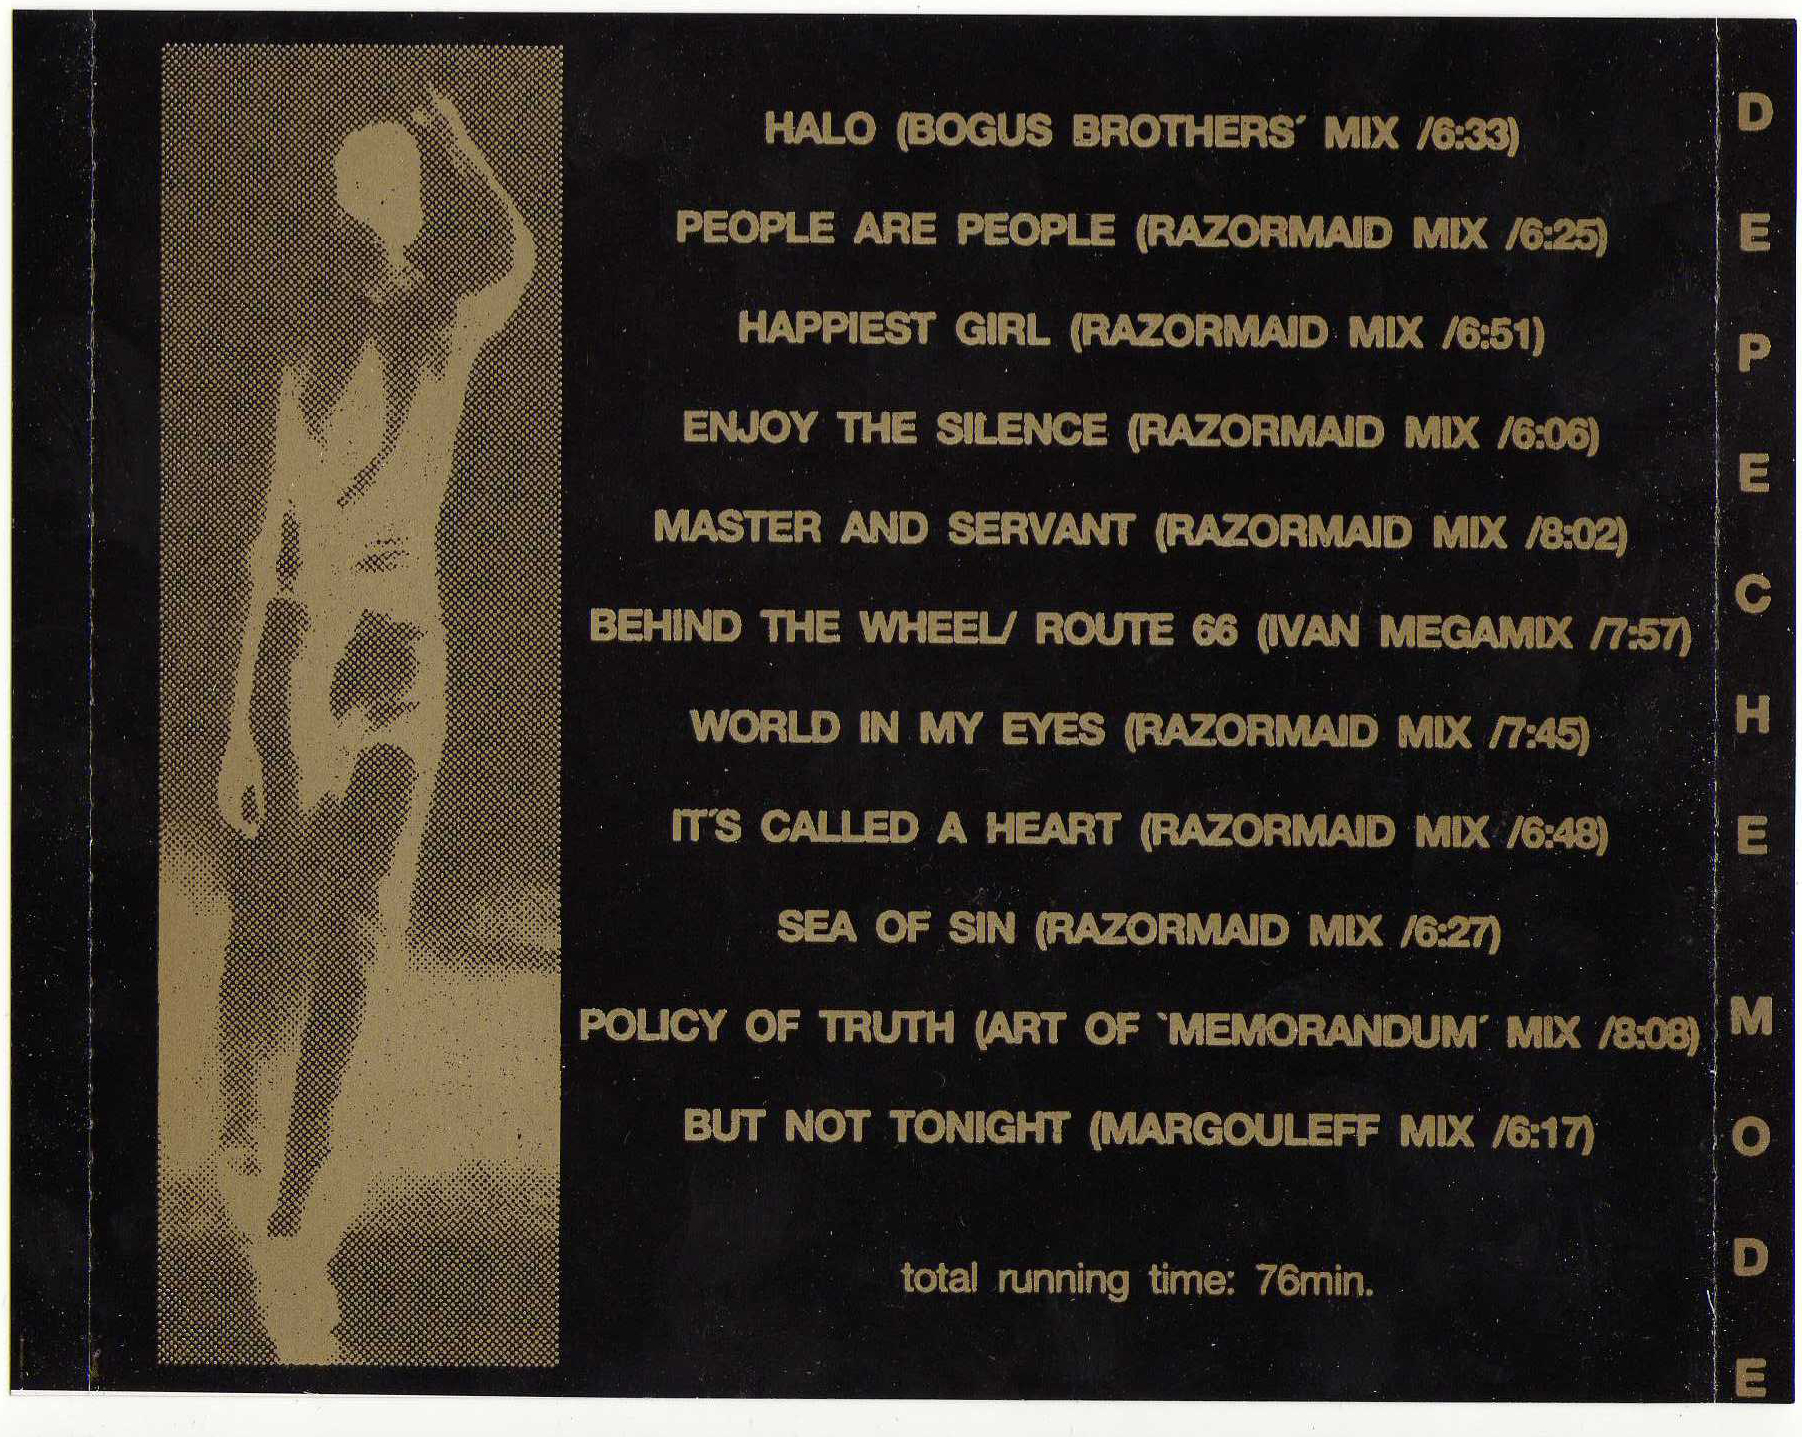 HALO (BOGUS BROTHERS´ MIX /6:33)
PEOPLE ARE PEOPLE (RAZORMAID MIX /6:25)
HAPPIEST GIRL (RAZORMAID MIX /6:51)
ENJOY THE SILENCE (RAZORMAID MIX /6:06)
MASTER AND SERVANT (RAZORMAID MIX /8:02)
BEHIND THE WHEEL/ ROUTE 66 (IVAN MEGAMIX /7:57)
WORLD IN MY EYES (RAZORMAID MIX /7:45)
IT´S CALLED A HEART (RAZORMAID MIX /6:48)
SEA OF SIN (RAZORMAID MIX /6:27)
POLICY OF TRUTH (ART OF `MEMORANDUM´ MIX /8:08)
BUT NOT TONIGHT (MARGOULEFF MIX /6:17)
total running time: 76min.
DEPECHE MODE